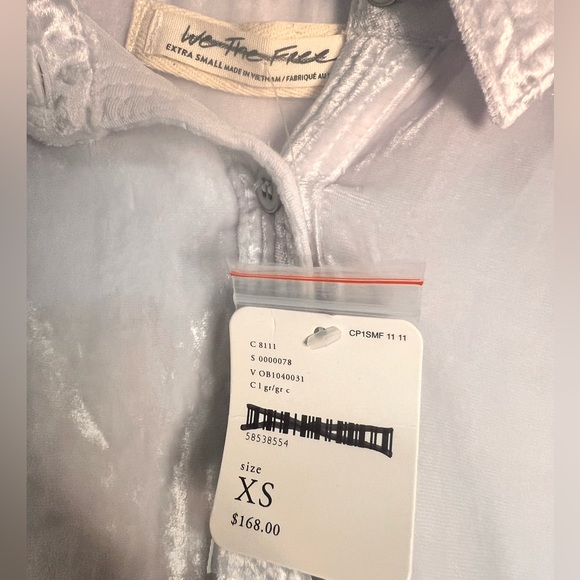 We The Free
EXTRA SMALL MADE IN VIETNAM / FABRIQUÉ AU
CP1SMF 11 11
C 8111
S 0000078
V OB1040031
C l gr/gr c
58538554
size
XS
$168.00